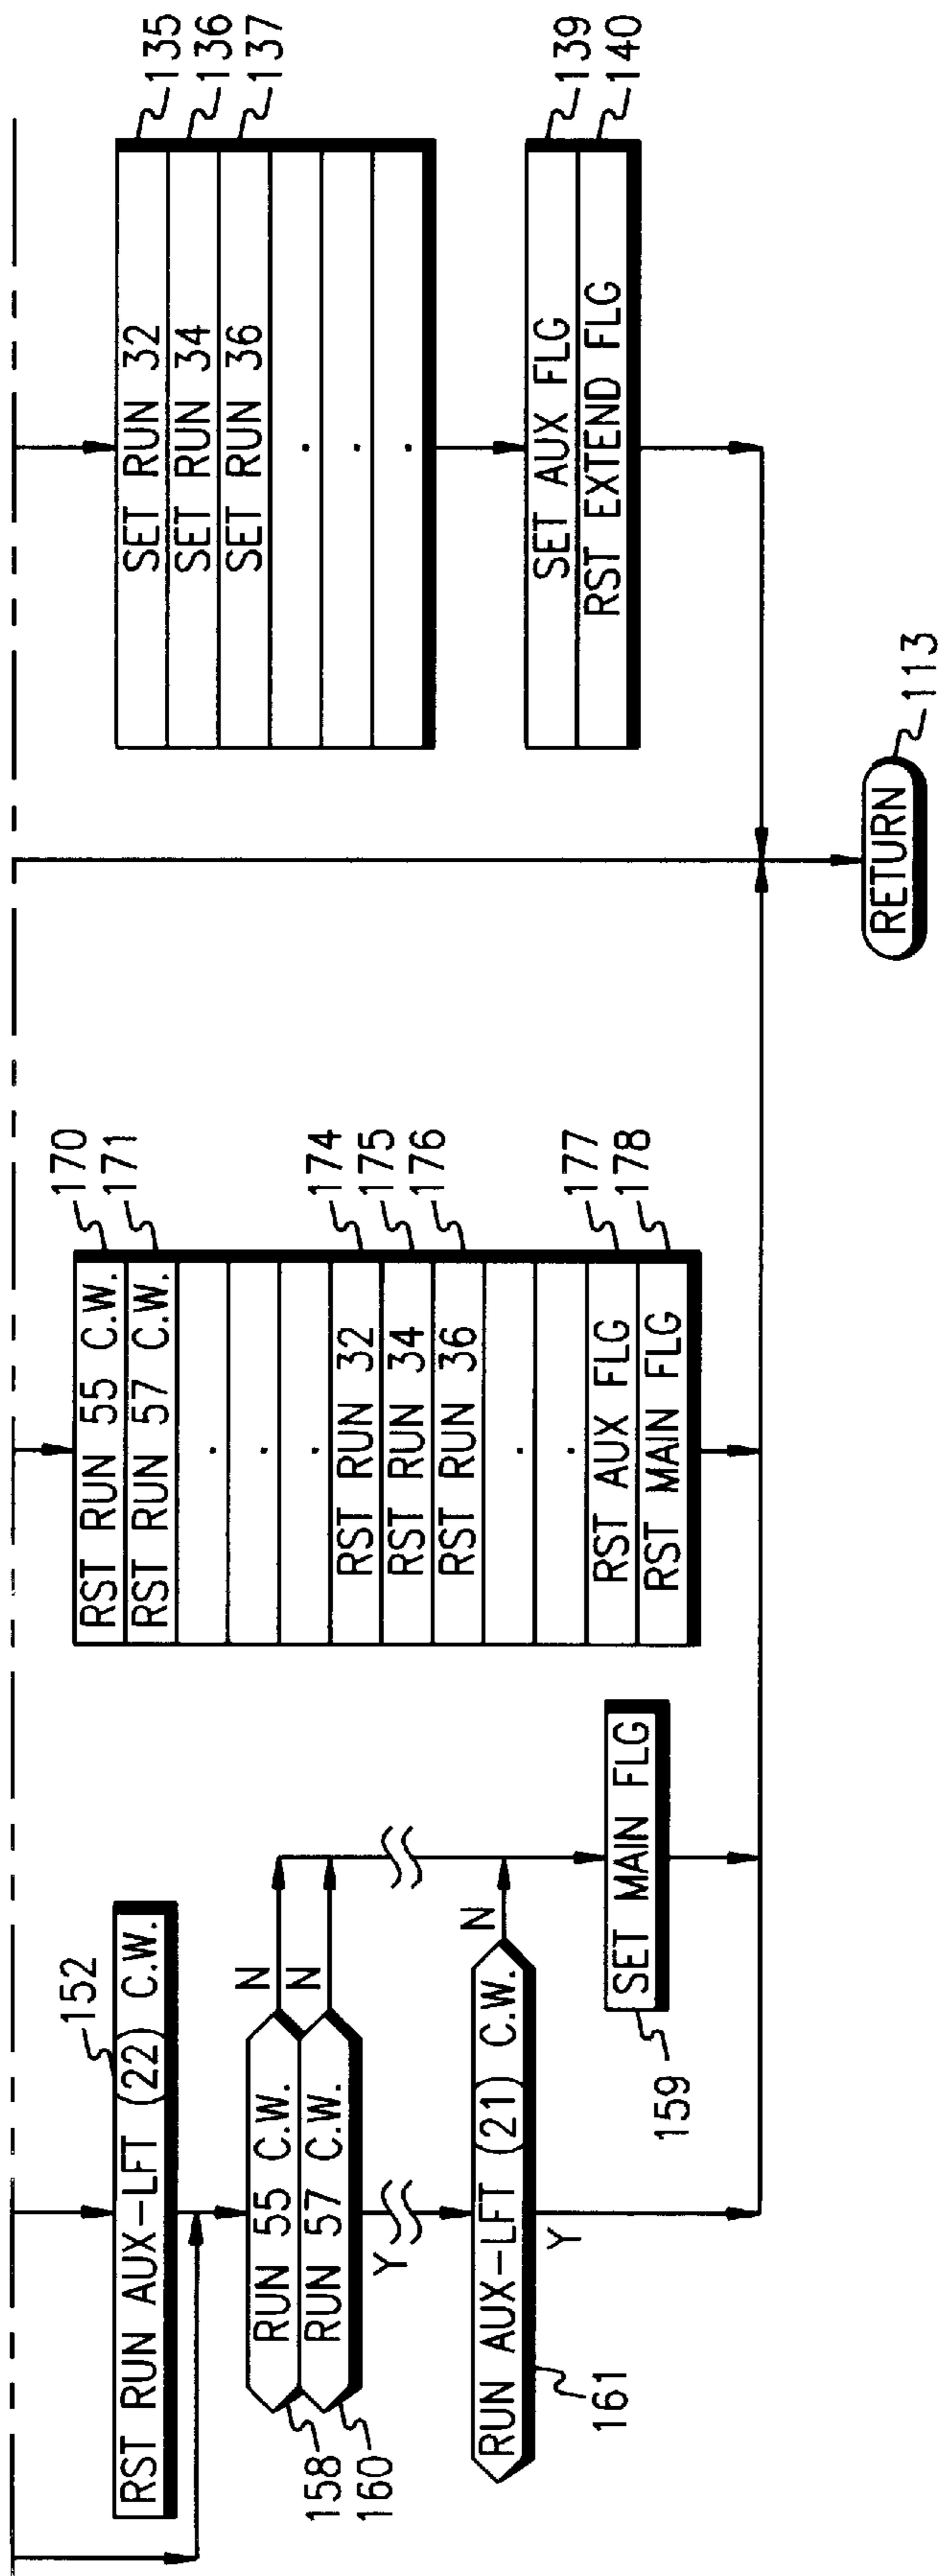 RST RUN AUX-LFT (22) C.W.
152
RUN 55 C.W.
RUN 57 C.W.
N
N
158
160
Y
RUN AUX-LFT (21) C.W.
N
161
Y
SET MAIN FLG
159
RST RUN 55 C.W.
170
RST RUN 57 C.W.
171
.
.
.
RST RUN 32
174
RST RUN 34
175
RST RUN 36
176
.
.
RST AUX FLG
177
RST MAIN FLG
178
SET RUN 32
135
SET RUN 34
136
SET RUN 36
137
.
.
.
SET AUX FLG
139
RST EXTEND FLG
140
RETURN
113